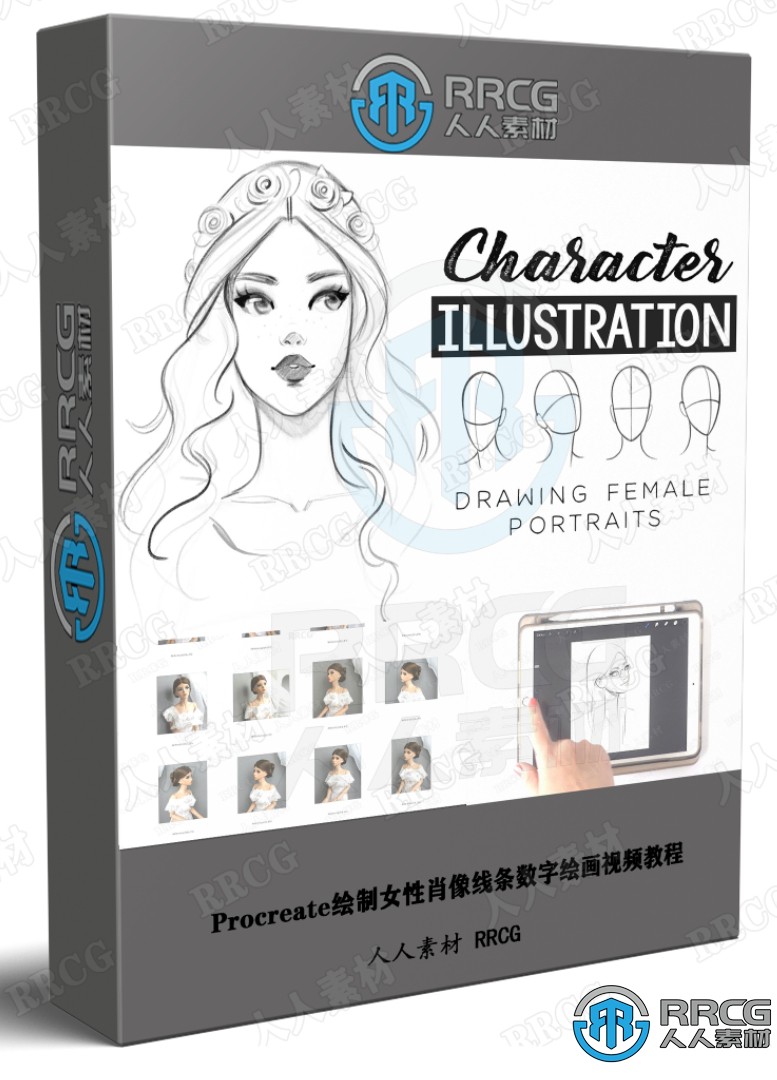 RRCG
人人素材
RRCG
人人素材
Character
ILLUSTRATION
DRAWING FEMALE
PORTRAITS
Procreate绘制女性肖像线条数字绘画视频教程
人人素材 RRCG
RRCG
人人素材